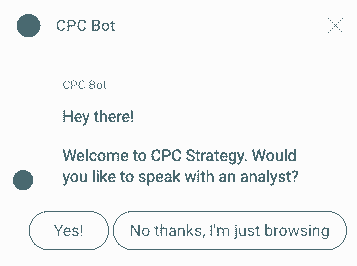 CPC Bot
CPC Bot
Hey there!
Welcome to CPC Strategy. Would
you like to speak with an analyst?
Yes!
No thanks, I'm just browsing